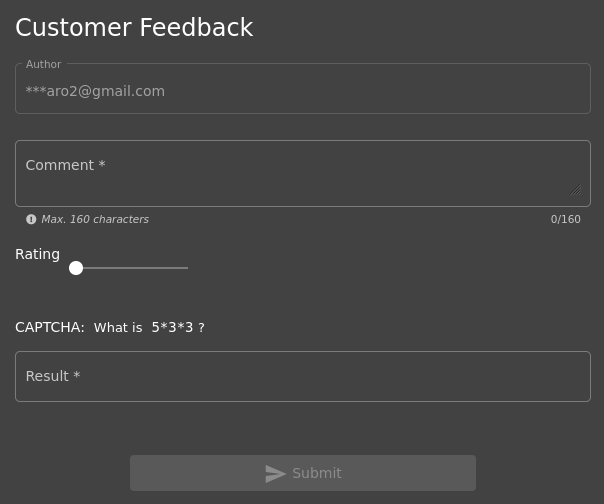 Customer Feedback
Author
***aro2@gmail.com
Comment *
Max. 160 characters 0/160
Rating
CAPTCHA: What is 5*3*3 ?
Result *
Submit